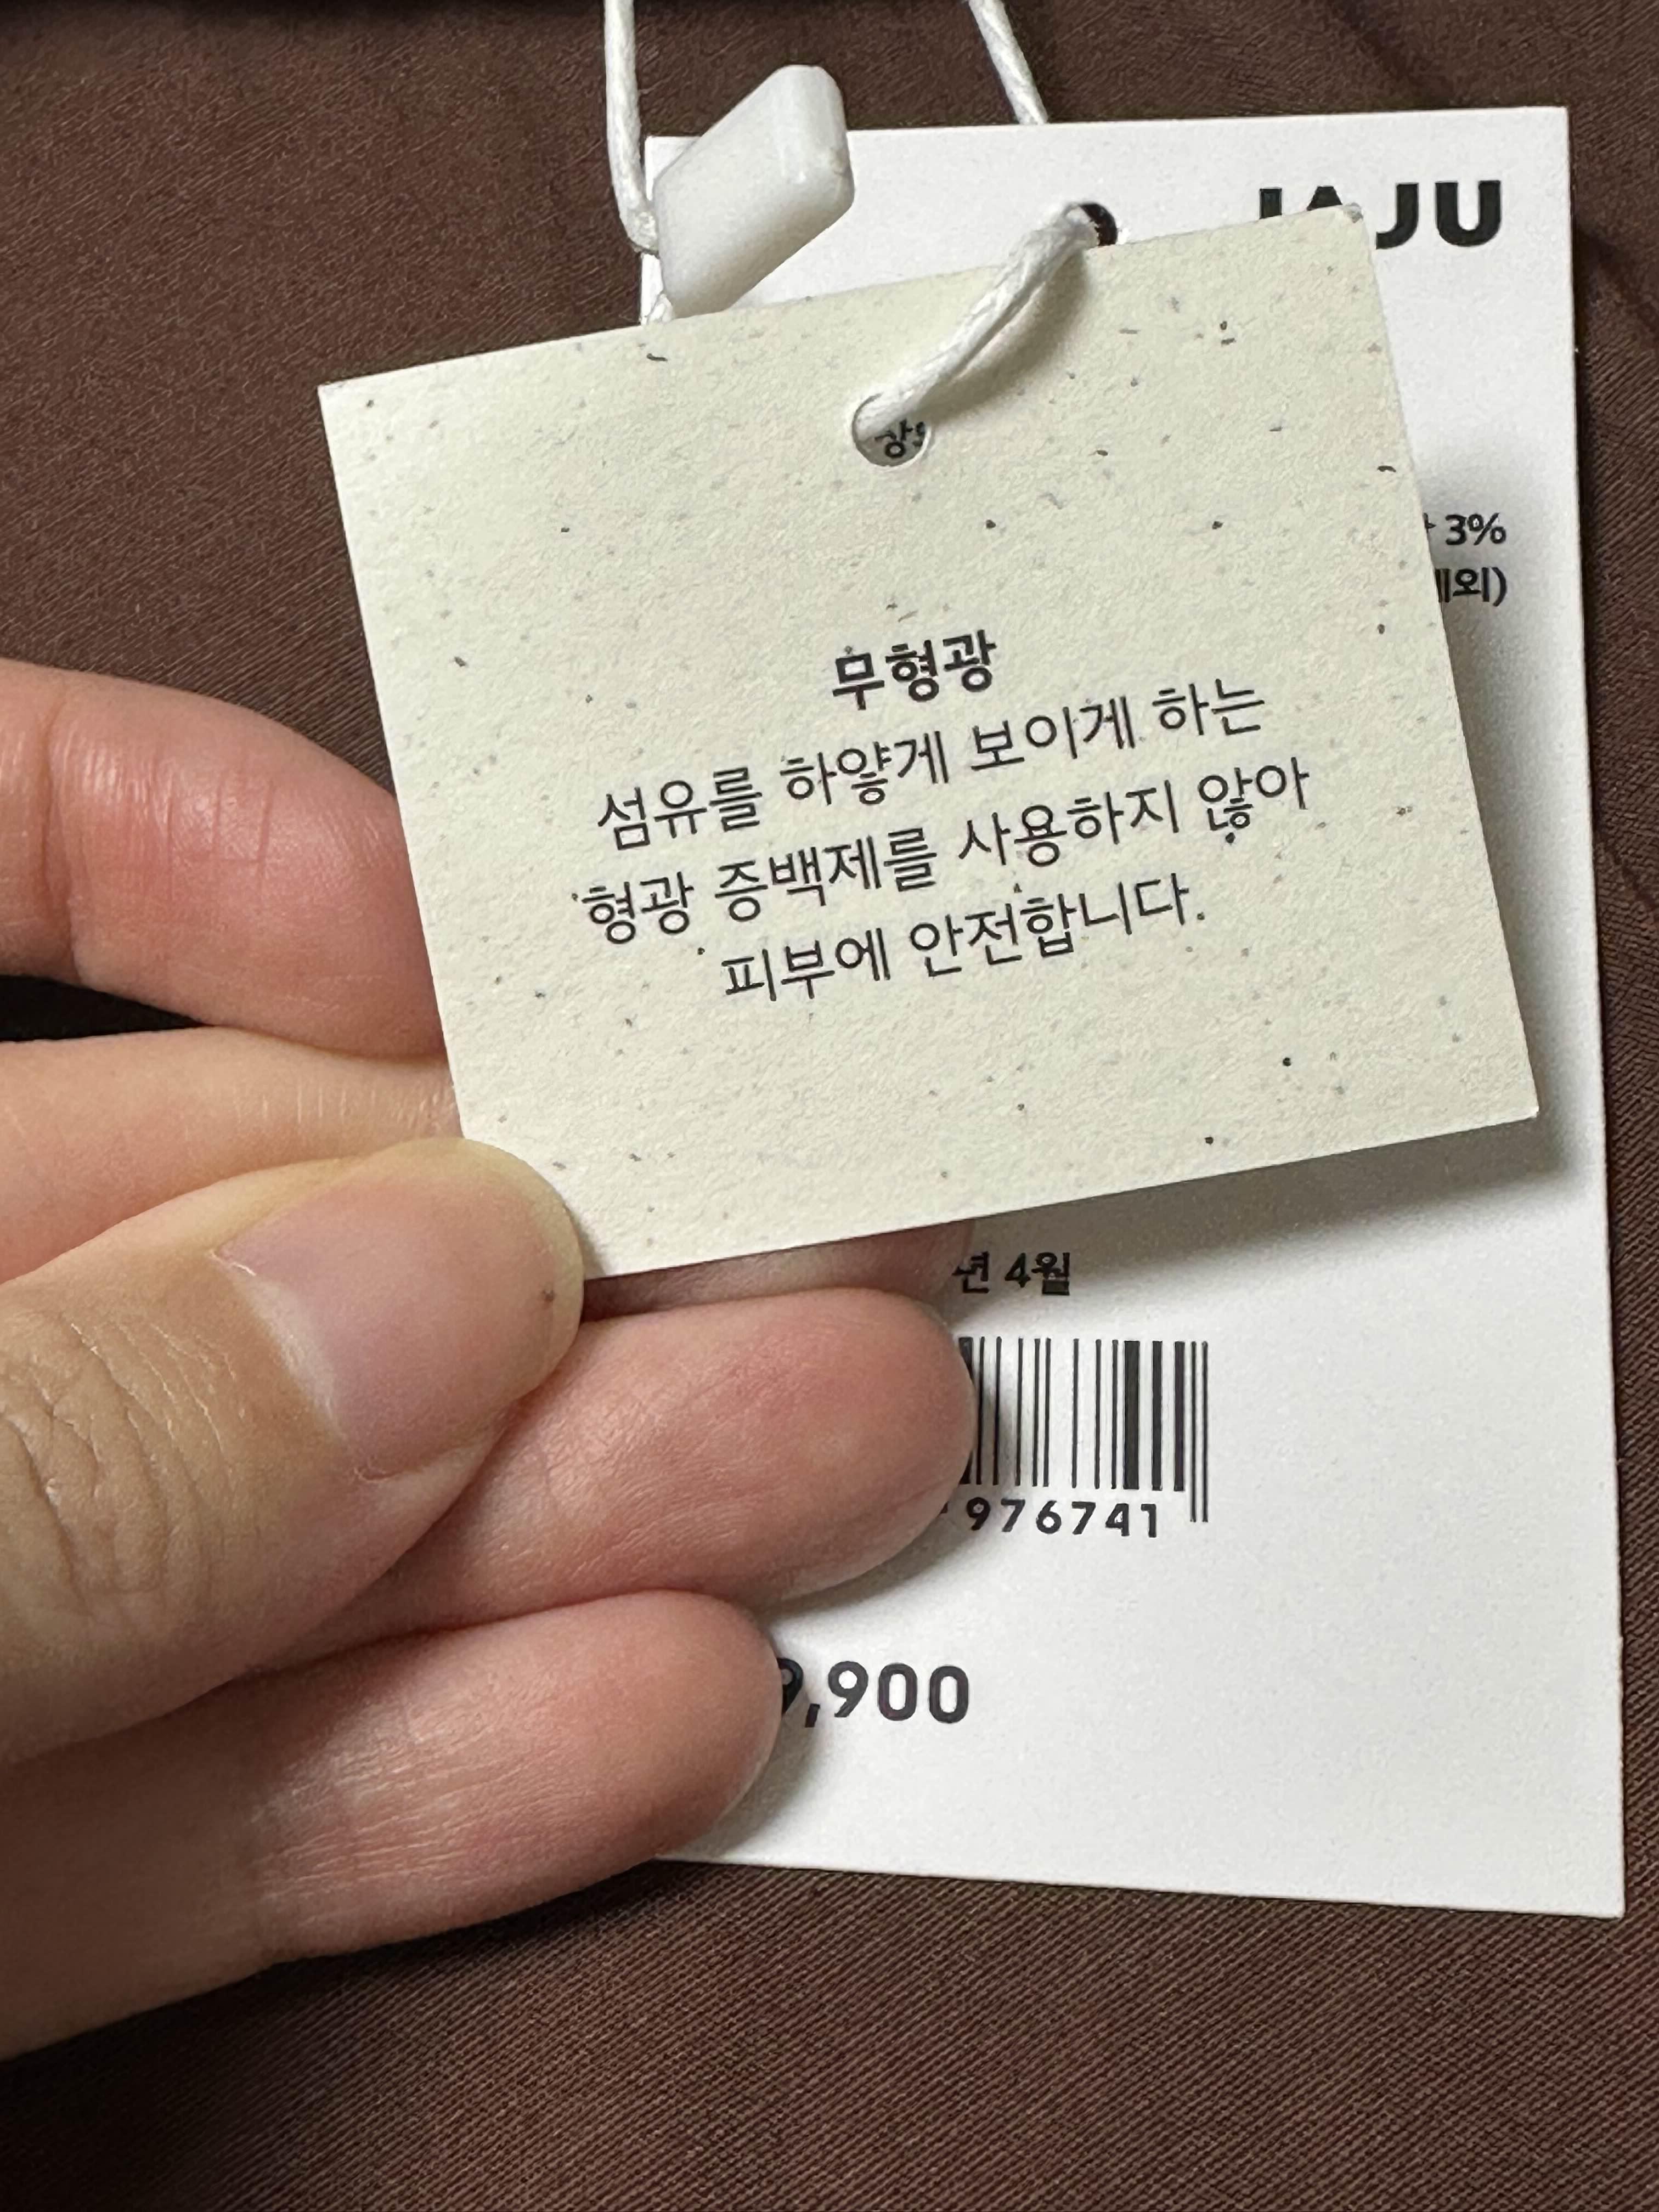 JAJU
3%
무형광
섬유를 하얗게 보이게 하는
형광 증백제를 사용하지 않아
피부에 안전합니다.
년 4월
976741
9,900